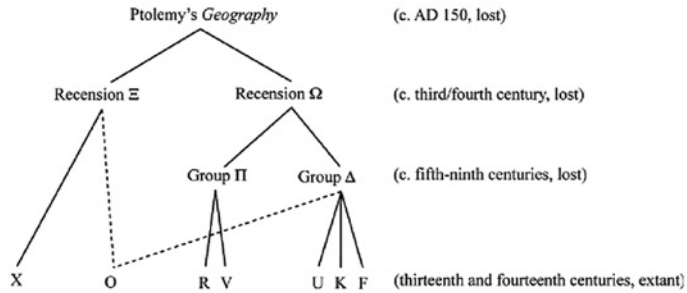 Ptolemy's Geography (c. AD 150, lost)
Recension Ξ Recension Ω (c. third/fourth century, lost)
Group Π Group Δ (c. fifth-ninth centuries, lost)
X O R V U K F (thirteenth and fourteenth centuries, extant)